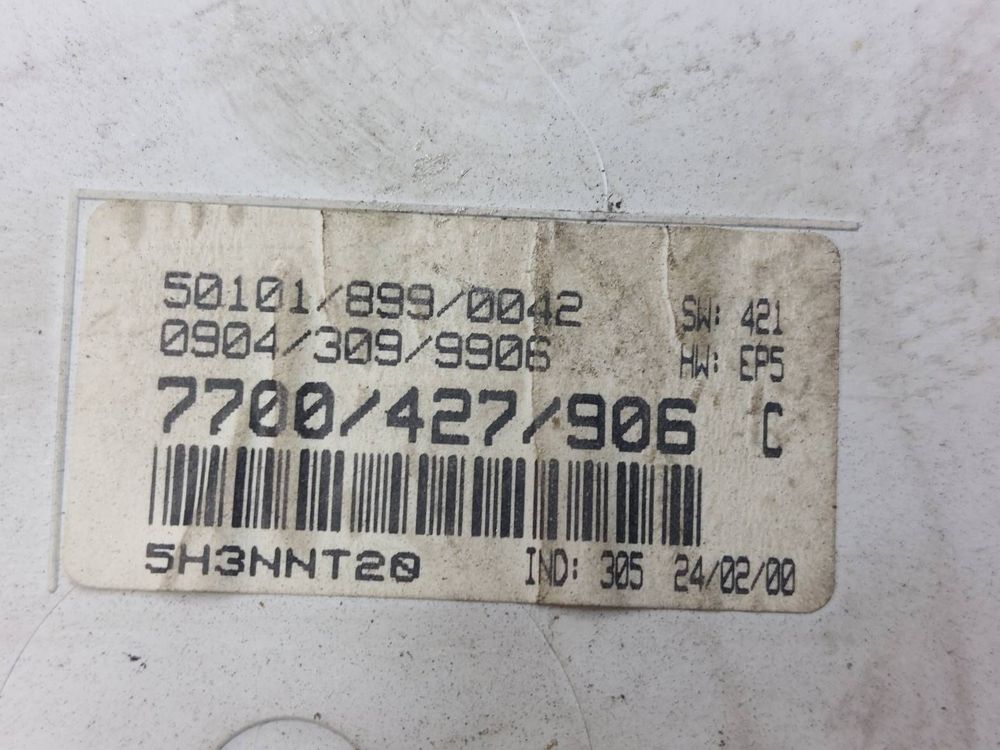 50101/899/0042 SW: 421
0904/309/9906 HW: EP5
7700/427/906 C
5H3NNT20 IND: 305 24/02/00